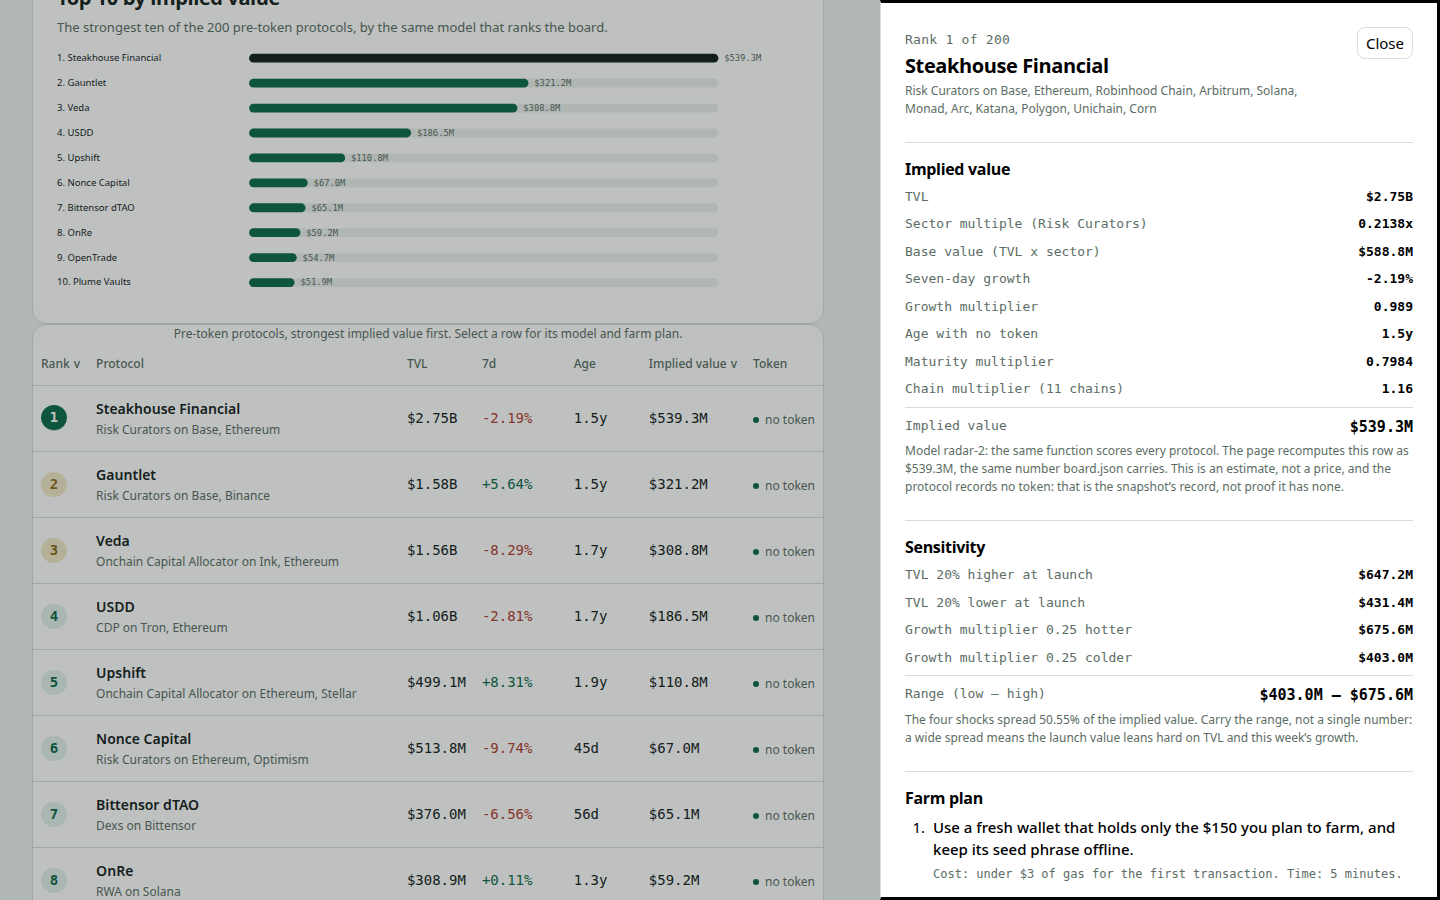 Top 10 by implied value
The strongest ten of the 200 pre-token protocols, by the same model that ranks the board.
1. Steakhouse Financial $539.3M
2. Gauntlet $321.2M
3. Veda $308.8M
4. USDD $186.5M
5. Upshift $110.8M
6. Nonce Capital $67.0M
7. Bittensor dTAO $65.1M
8. OnRe $59.2M
9. OpenTrade $54.7M
10. Plume Vaults $51.9M
Pre-token protocols, strongest implied value first. Select a row for its model and farm plan.
Rank v Protocol TVL 7d Age Implied value v Token
1 Steakhouse Financial $2.75B -2.19% 1.5y $539.3M no token
Risk Curators on Base, Ethereum
2 Gauntlet $1.58B +5.64% 1.5y $321.2M no token
Risk Curators on Base, Binance
3 Veda $1.56B -8.29% 1.7y $308.8M no token
Onchain Capital Allocator on Ink, Ethereum
4 USDD $1.06B -2.81% 1.7y $186.5M no token
CDP on Tron, Ethereum
5 Upshift $499.1M +8.31% 1.9y $110.8M no token
Onchain Capital Allocator on Ethereum, Stellar
6 Nonce Capital $513.8M -9.74% 45d $67.0M no token
Risk Curators on Ethereum, Optimism
7 Bittensor dTAO $376.0M -6.56% 56d $65.1M no token
Dexs on Bittensor
8 OnRe $308.9M +0.11% 1.3y $59.2M no token
RWA on Solana
Rank 1 of 200
Close
Steakhouse Financial
Risk Curators on Base, Ethereum, Robinhood Chain, Arbitrum, Solana,
Monad, Arc, Katana, Polygon, Unichain, Corn
Implied value
TVL $2.75B
Sector multiple (Risk Curators) 0.2138x
Base value (TVL x sector) $588.8M
Seven-day growth -2.19%
Growth multiplier 0.989
Age with no token 1.5y
Maturity multiplier 0.7984
Chain multiplier (11 chains) 1.16
Implied value $539.3M
Model radar-2: the same function scores every protocol. The page recomputes this row as
$539.3M, the same number board.json carries. This is an estimate, not a price, and the
protocol records no token: that is the snapshot's record, not proof it has none.
Sensitivity
TVL 20% higher at launch $647.2M
TVL 20% lower at launch $431.4M
Growth multiplier 0.25 hotter $675.6M
Growth multiplier 0.25 colder $403.0M
Range (low — high) $403.0M — $675.6M
The four shocks spread 50.55% of the implied value. Carry the range, not a single number:
a wide spread means the launch value leans hard on TVL and this week's growth.
Farm plan
1. Use a fresh wallet that holds only the $150 you plan to farm, and
keep its seed phrase offline.
Cost: under $3 of gas for the first transaction. Time: 5 minutes.